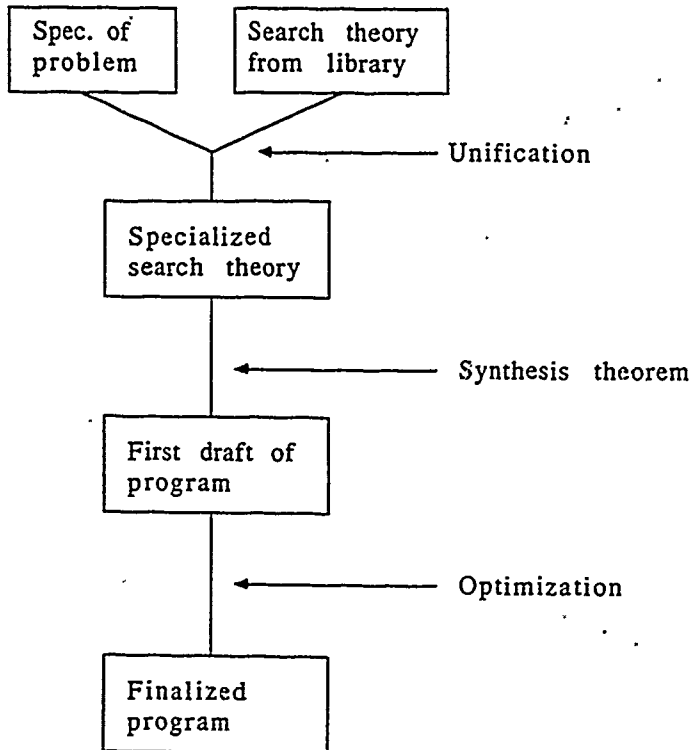 Spec. of
problem
Search theory
from library
Unification
Specialized
search theory
Synthesis theorem
First draft of
program
Optimization
Finalized
program